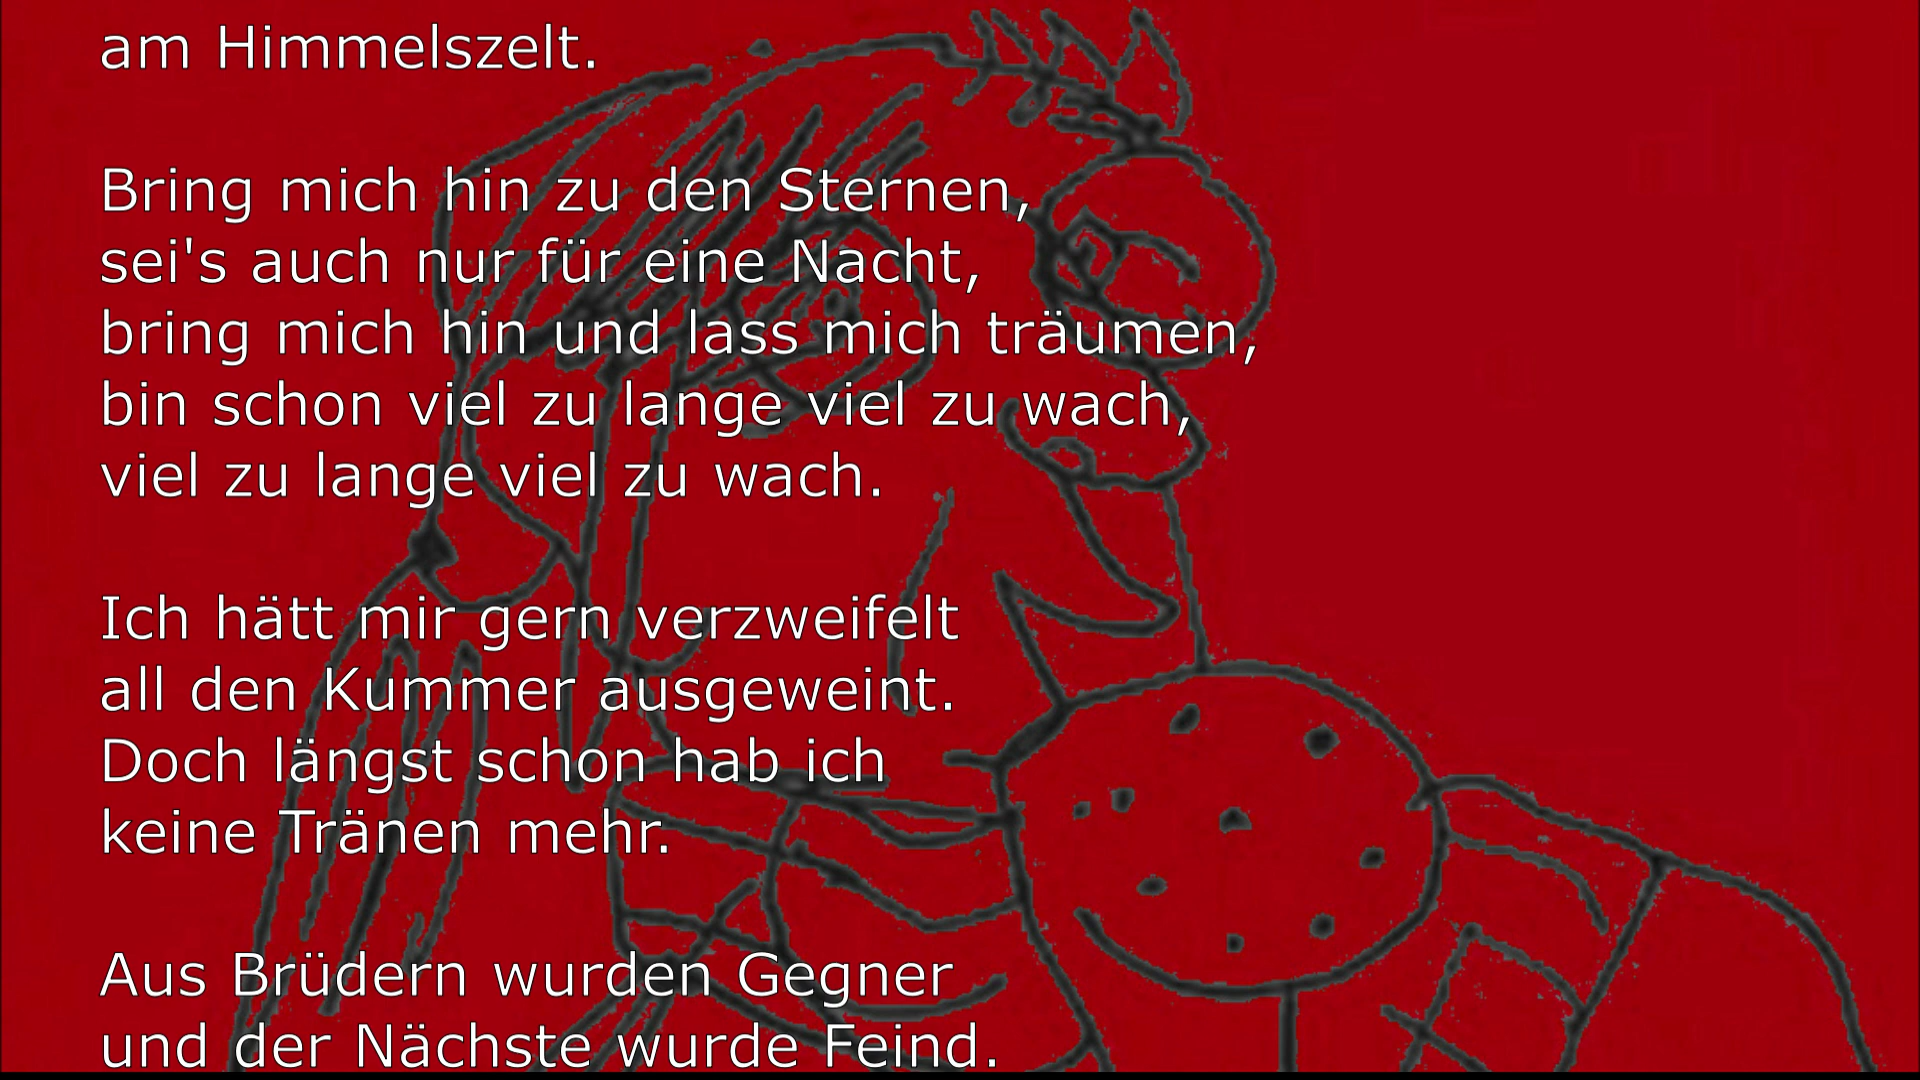 am Himmelszelt.
Bring mich hin zu den Sternen,
sei's auch nur für eine Nacht,
bring mich hin und lass mich träumen,
bin schon viel zu lange viel zu wach,
viel zu lange viel zu wach.
Ich hätt mir gern verzweifelt
all den Kummer ausgeweint.
Doch längst schon hab ich
keine Tränen mehr.
Aus Brüdern wurden Gegner
und der Nächste wurde Feind.